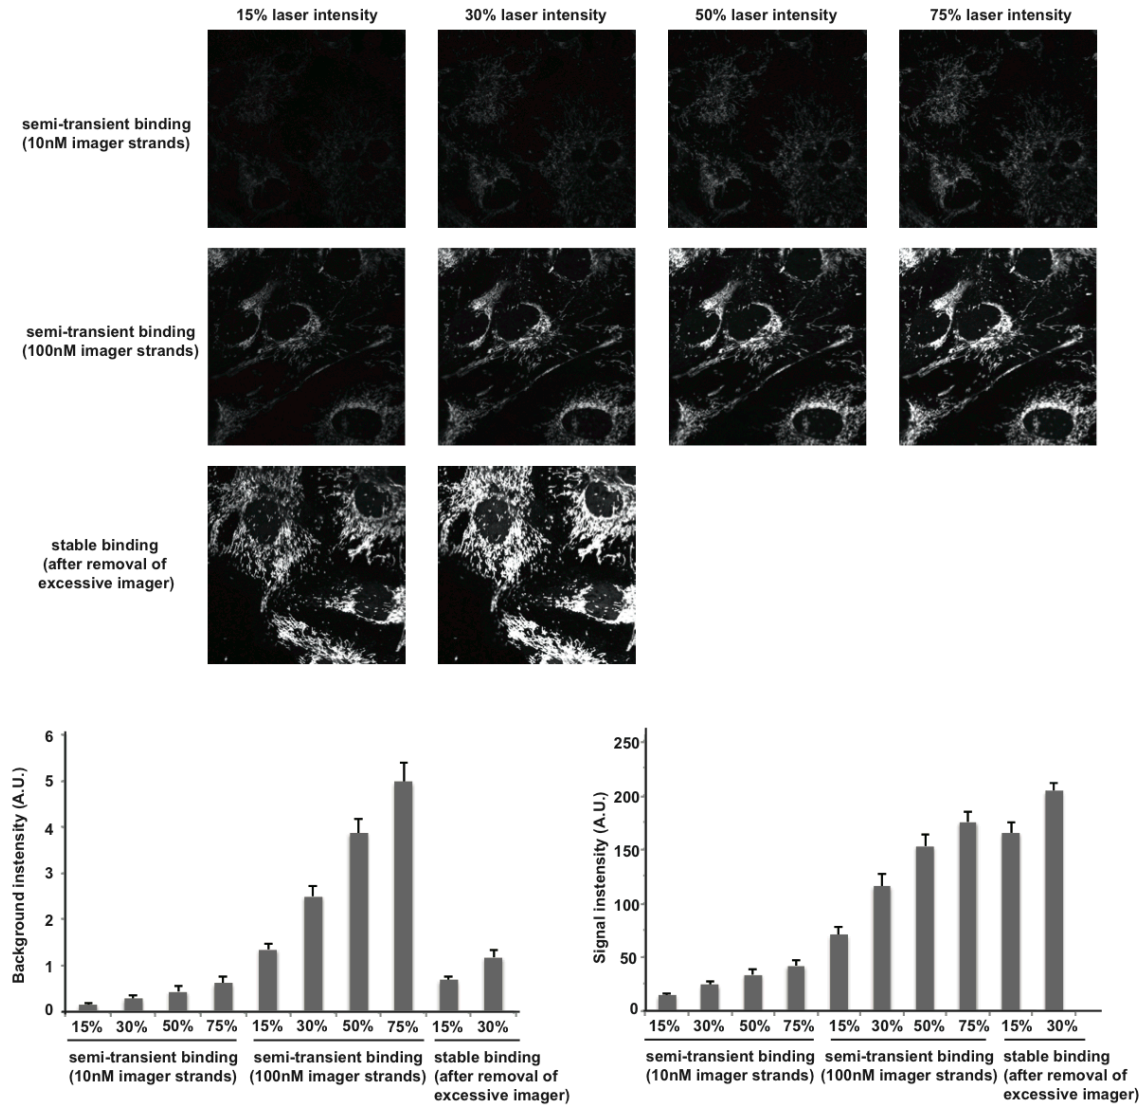 15% laser intensity 30% laser intensity 50% laser intensity 75% laser intensity
semi-transient binding
(10nM imager strands)
semi-transient binding
(100nM imager strands)
stable binding
(after removal of
excessive imager)
Background instensity (A.U.)
6
5
4
3
2
1
0
15% 30% 50% 75% 15% 30% 50% 75% 15% 30%
semi-transient binding semi-transient binding stable binding
(10nM imager strands) (100nM imager strands) (after removal of
excessive imager)
Signal instensity (A.U.)
250
200
150
100
50
0
15% 30% 50% 75% 15% 30% 50% 75% 15% 30%
semi-transient binding semi-transient binding stable binding
(10nM imager strands) (100nM imager strands) (after removal of
excessive imager)